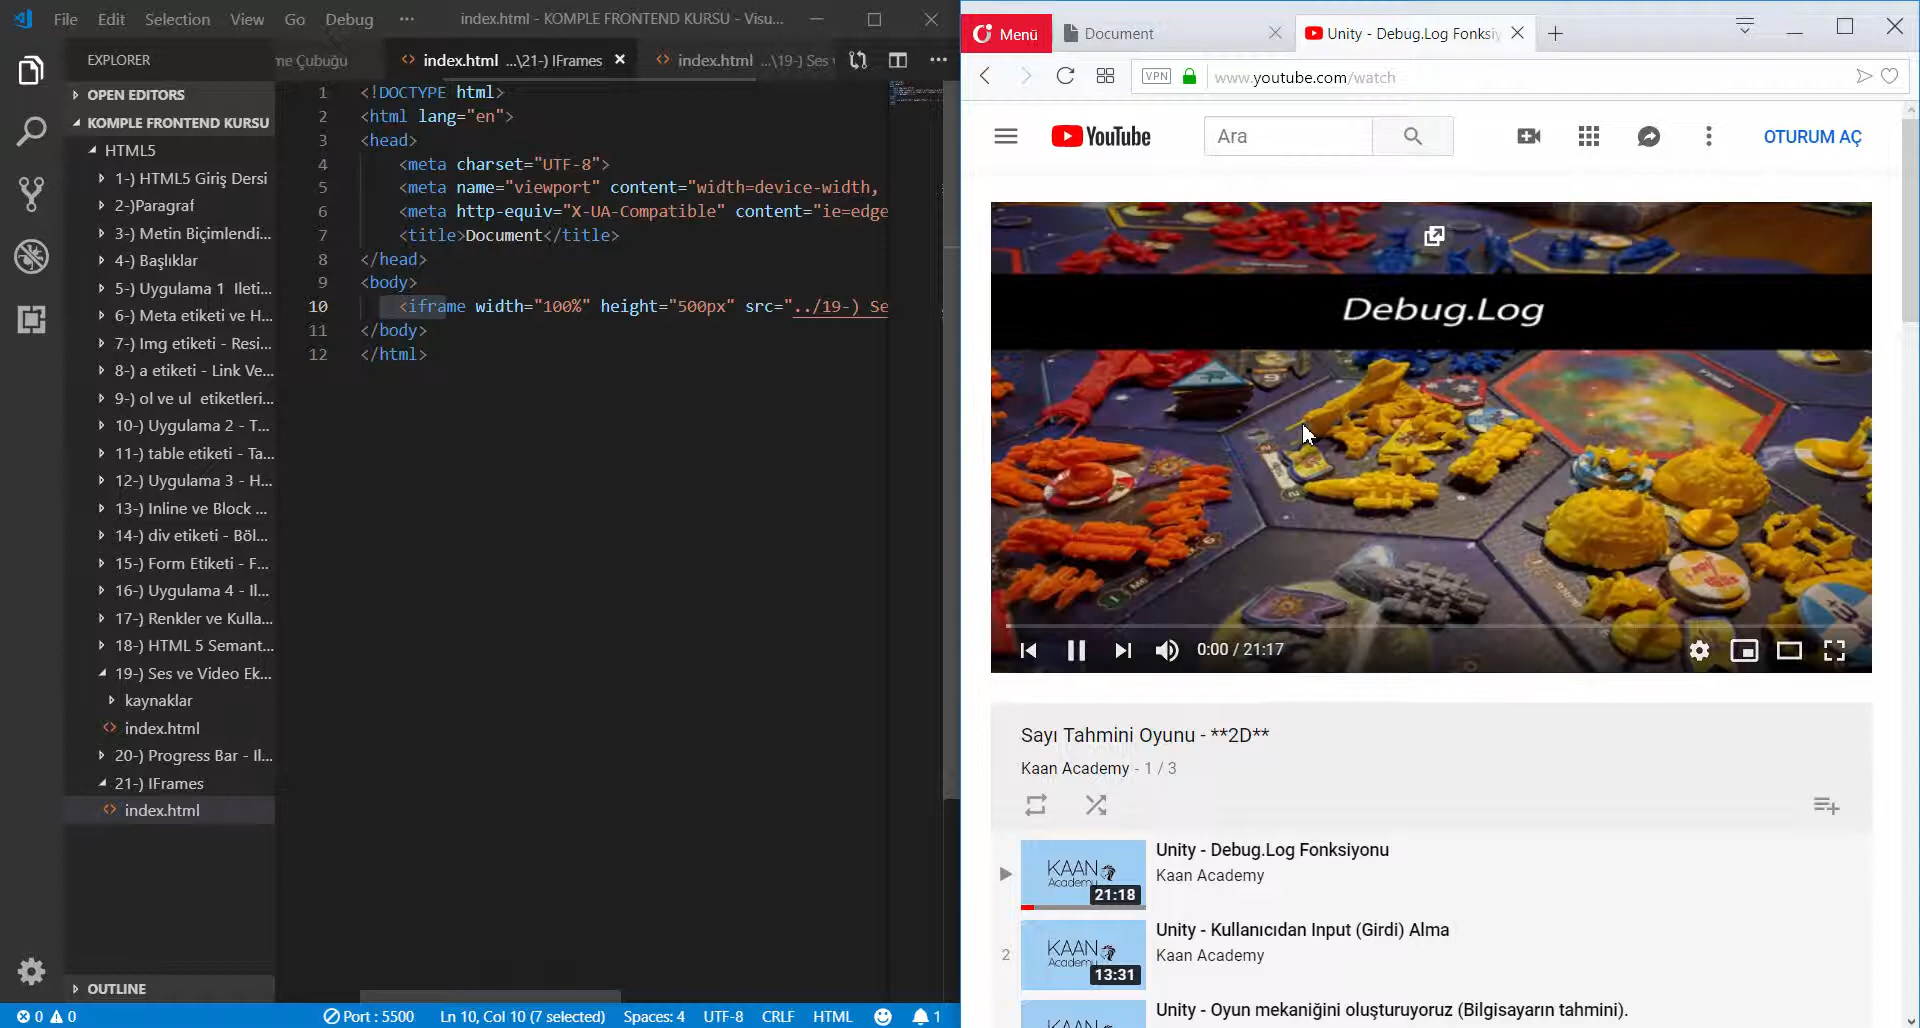 File Edit Selection View Go Debug ··· index.html - KOMPLE FRONTEND KURSU - Visu...
EXPLORER
me Çubuğu
index.html ...\21-) IFrames
index.html ...\19-) Ses v
OPEN EDITORS
KOMPLE FRONTEND KURSU
HTML5
1-) HTML5 Giriş Dersi
2-)Paragraf
3-) Metin Biçimlendi...
4-) Başlıklar
5-) Uygulama 1 Ileti...
6-) Meta etiketi ve H...
7-) Img etiketi - Resi...
8-) a etiketi - Link Ve...
9-) ol ve ul etiketleri...
10-) Uygulama 2 - T...
11-) table etiketi - Ta...
12-) Uygulama 3 - H...
13-) Inline ve Block ...
14-) div etiketi - Böl...
15-) Form Etiketi - F...
16-) Uygulama 4 - Il...
17-) Renkler ve Kulla...
18-) HTML 5 Semant...
19-) Ses ve Video Ek...
kaynaklar
index.html
20-) Progress Bar - Il...
21-) IFrames
index.html
OUTLINE
1 <!DOCTYPE html>
2 <html lang="en">
3 <head>
4 <meta charset="UTF-8">
5 <meta name="viewport" content="width=device-width,
6 <meta http-equiv="X-UA-Compatible" content="ie=edge
7 <title>Document</title>
8 </head>
9 <body>
10 <iframe width="100%" height="500px" src="../19-) Se
11 </body>
12 </html>
0 0 Port : 5500 Ln 10, Col 10 (7 selected) Spaces: 4 UTF-8 CRLF HTML 1
Menü
Document
Unity - Debug.Log Fonksiy
VPN www.youtube.com/watch
YouTube
Ara
OTURUM AÇ
Debug.Log
0:00 / 21:17
Sayı Tahmini Oyunu - **2D**
Kaan Academy - 1 / 3
KAAN
Academy
21:18
Unity - Debug.Log Fonksiyonu
Kaan Academy
2
KAAN
Academy
13:31
Unity - Kullanıcıdan Input (Girdi) Alma
Kaan Academy
KAAN
Unity - Oyun mekaniğini oluşturuyoruz (Bilgisayarın tahmini).